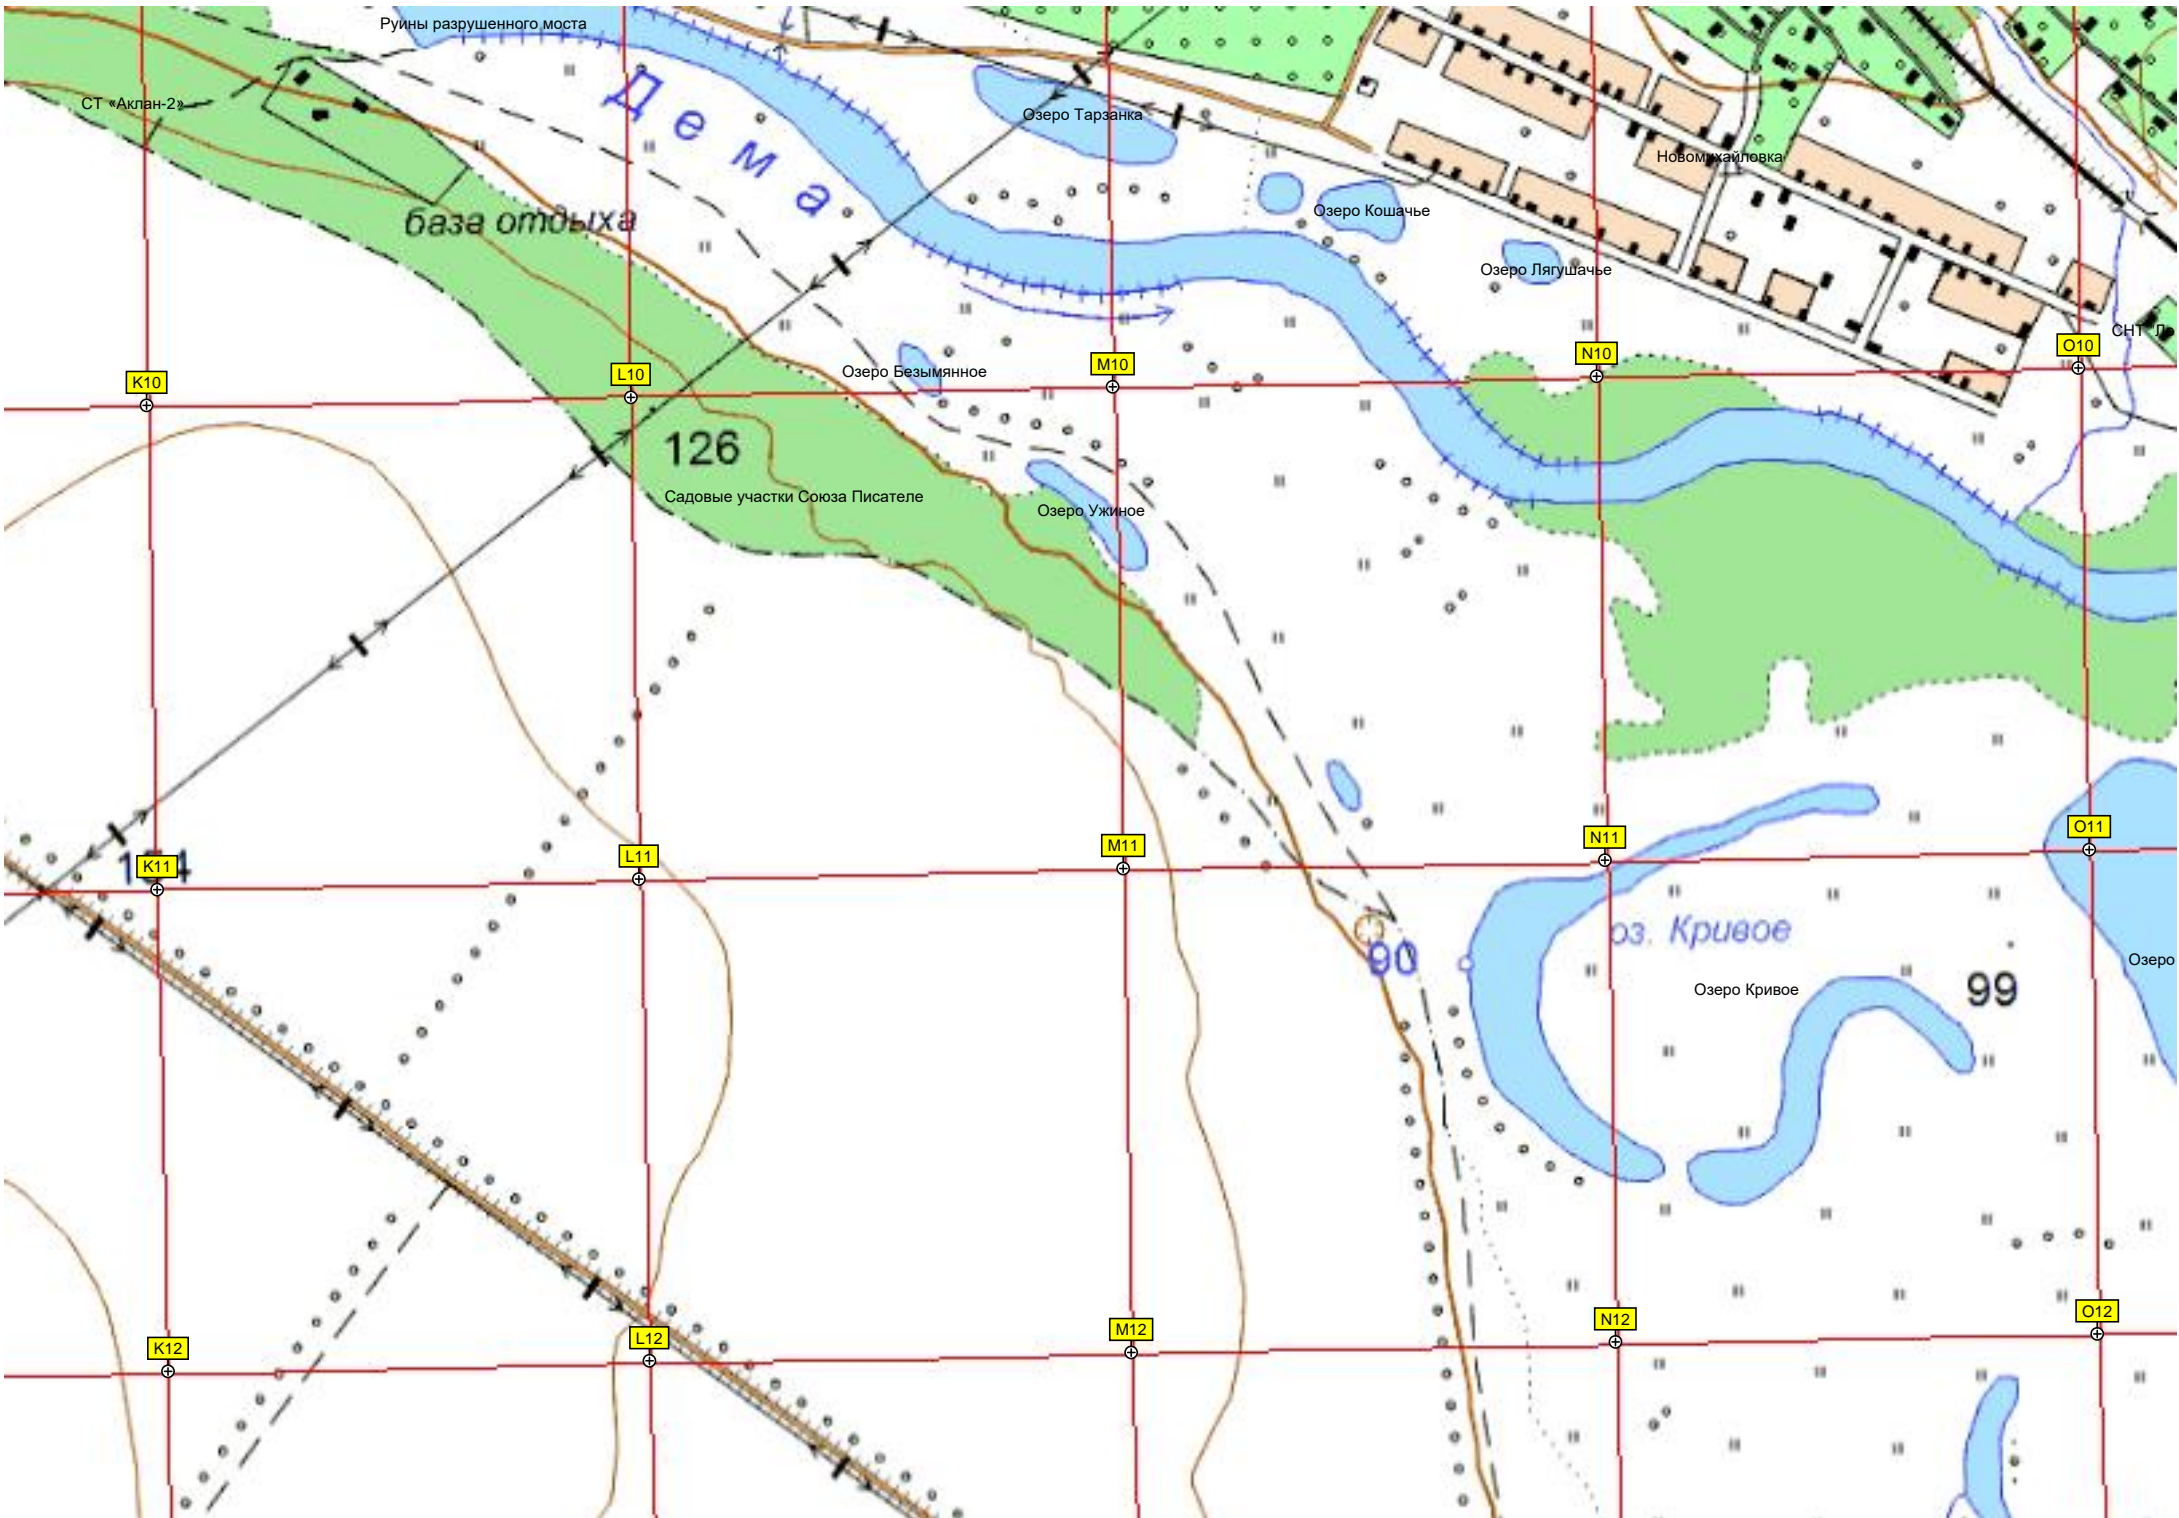 Руины разрушенного моста
СТ «Аклан-2»
Дема
Озеро Тарзанка
Новомихайловка
база отдыха
Озеро Кошачье
Озеро Лягушачье
СНТ "Ле
K10
L10
Озеро Безымянное
M10
N10
O10
126
Садовые участки Союза Писателе
Озеро Ужиное
K11
L11
M11
N11
O11
90
оз. Кривое
Озеро Кривое
99
Озеро
K12
L12
M12
N12
O12